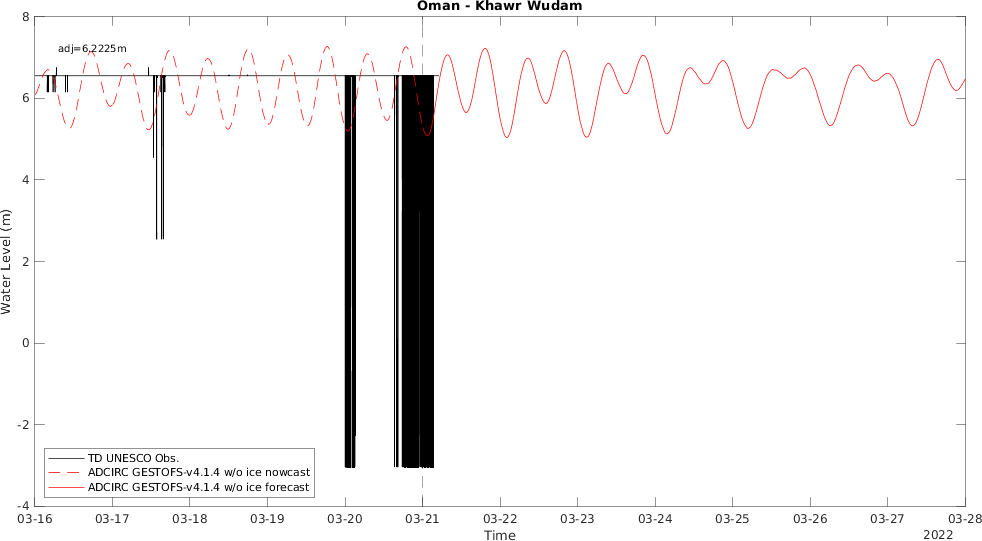 Oman - Khawr Wudam
adj=6.2225m
8
6
4
2
0
-2
-4
Water Level (m)
TD UNESCO Obs.
ADCIRC GESTOFS-v4.1.4 w/o ice nowcast
ADCIRC GESTOFS-v4.1.4 w/o ice forecast
03-16 03-17 03-18 03-19 03-20 03-21 03-22 03-23 03-24 03-25 03-26 03-27 03-28
Time
2022